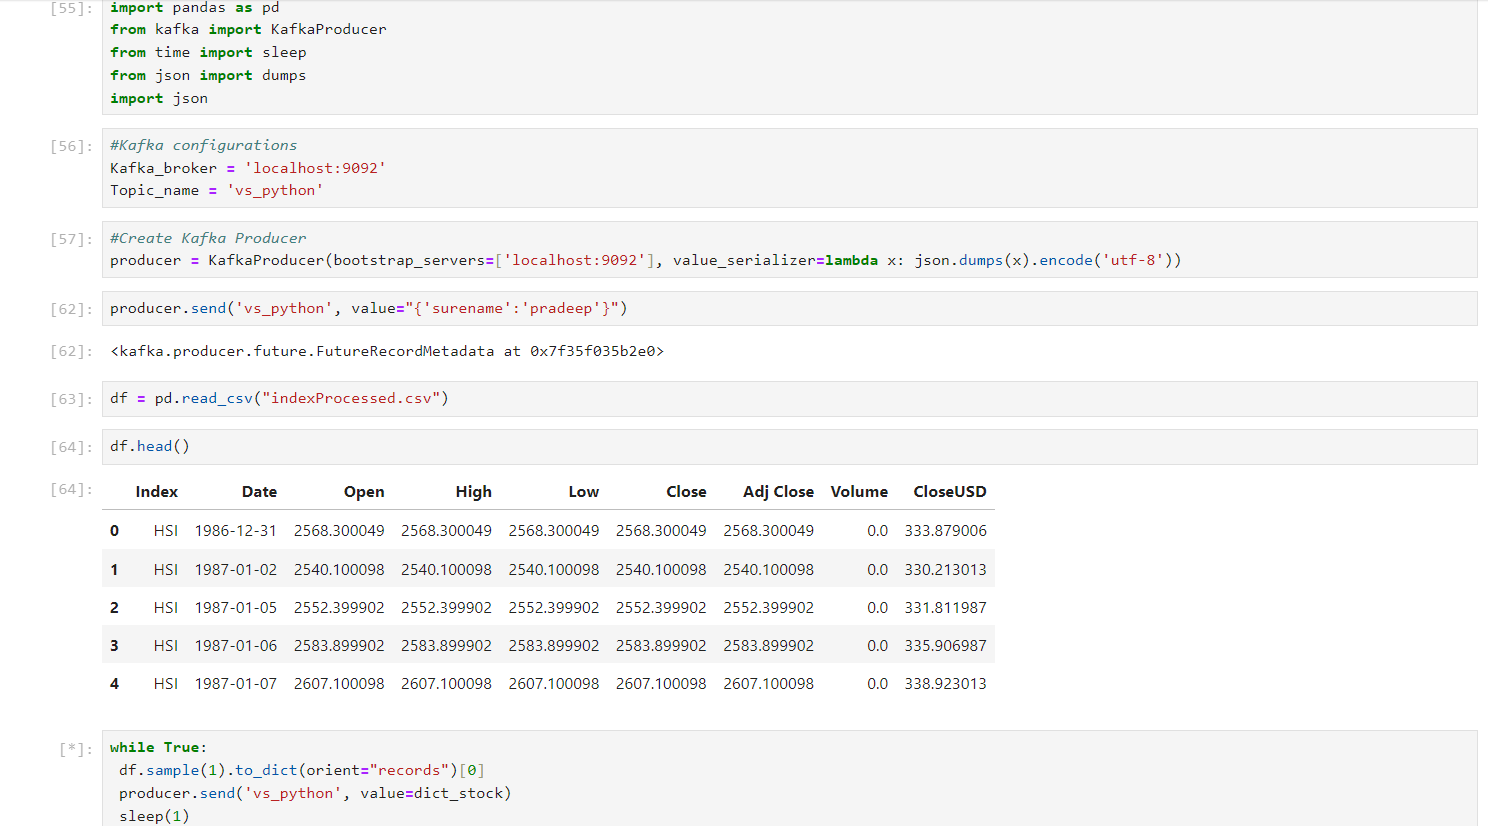 [55]: import pandas as pd
from kafka import KafkaProducer
from time import sleep
from json import dumps
import json
[56]: #Kafka configurations
Kafka_broker = 'localhost:9092'
Topic_name = 'vs_python'
[57]: #Create Kafka Producer
producer = KafkaProducer(bootstrap_servers=['localhost:9092'], value_serializer=lambda x: json.dumps(x).encode('utf-8'))
[62]: producer.send('vs_python', value="{'surename':'pradeep'}")
[62]: <kafka.producer.future.FutureRecordMetadata at 0x7f35f035b2e0>
[63]: df = pd.read_csv("indexProcessed.csv")
[64]: df.head()
[64]: Index Date Open High Low Close Adj Close Volume CloseUSD
0 HSI 1986-12-31 2568.300049 2568.300049 2568.300049 2568.300049 2568.300049 0.0 333.879006
1 HSI 1987-01-02 2540.100098 2540.100098 2540.100098 2540.100098 2540.100098 0.0 330.213013
2 HSI 1987-01-05 2552.399902 2552.399902 2552.399902 2552.399902 2552.399902 0.0 331.811987
3 HSI 1987-01-06 2583.899902 2583.899902 2583.899902 2583.899902 2583.899902 0.0 335.906987
4 HSI 1987-01-07 2607.100098 2607.100098 2607.100098 2607.100098 2607.100098 0.0 338.923013
[*]: while True:
df.sample(1).to_dict(orient="records")[0]
producer.send('vs_python', value=dict_stock)
sleep(1)